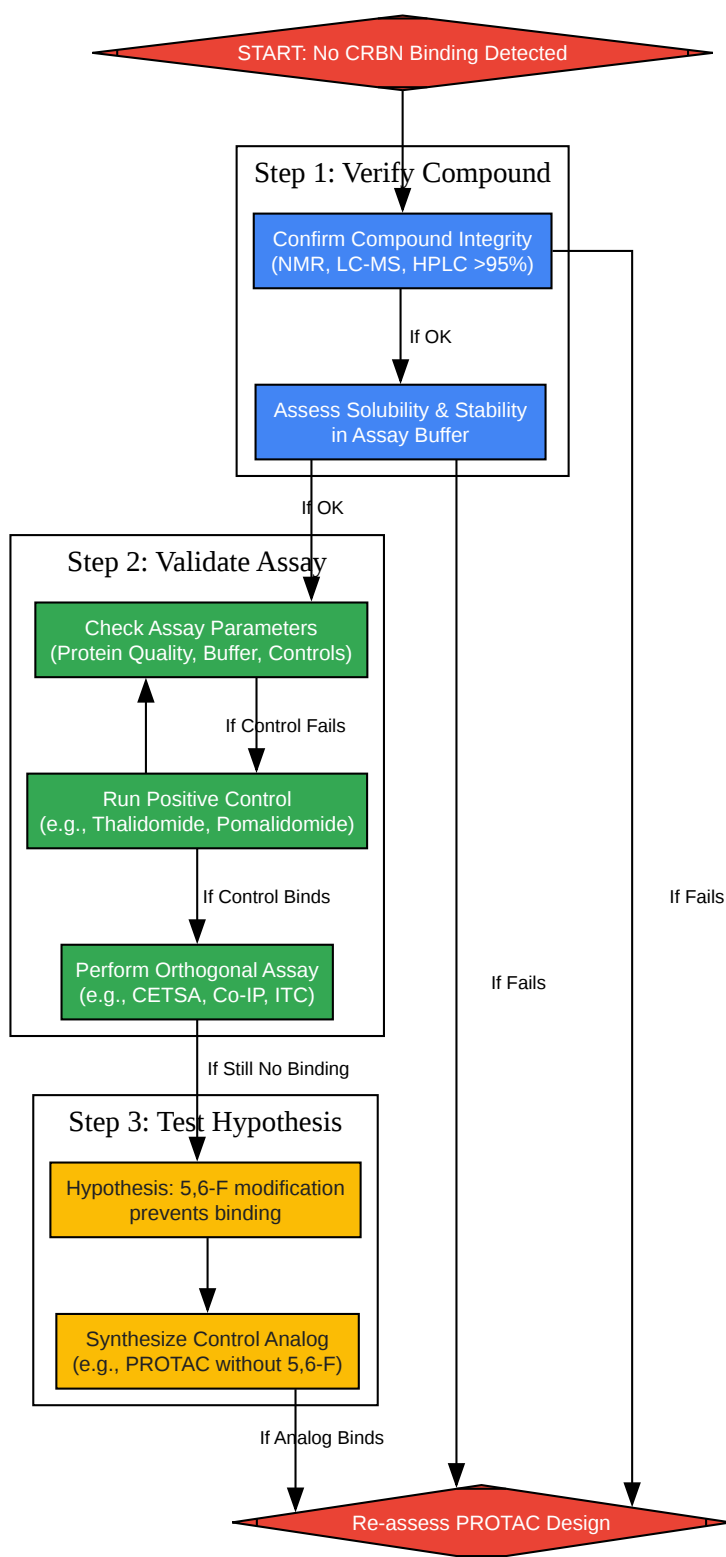 START: No CRBN Binding Detected
Step 1: Verify Compound
Confirm Compound Integrity
(NMR, LC-MS, HPLC >95%)
If OK
Assess Solubility & Stability
in Assay Buffer
If OK
Step 2: Validate Assay
Check Assay Parameters
(Protein Quality, Buffer, Controls)
If Control Fails
Run Positive Control
(e.g., Thalidomide, Pomalidomide)
If Control Binds
If Fails
Perform Orthogonal Assay
(e.g., CETSA, Co-IP, ITC)
If Fails
If Still No Binding
Step 3: Test Hypothesis
Hypothesis: 5,6-F modification
prevents binding
Synthesize Control Analog
(e.g., PROTAC without 5,6-F)
If Analog Binds
Re-assess PROTAC Design